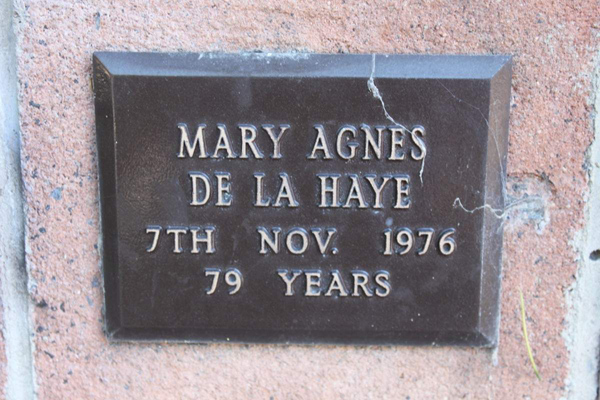 MARY AGNES
DE LA HAYE
7TH NOV. 1976
79 YEARS